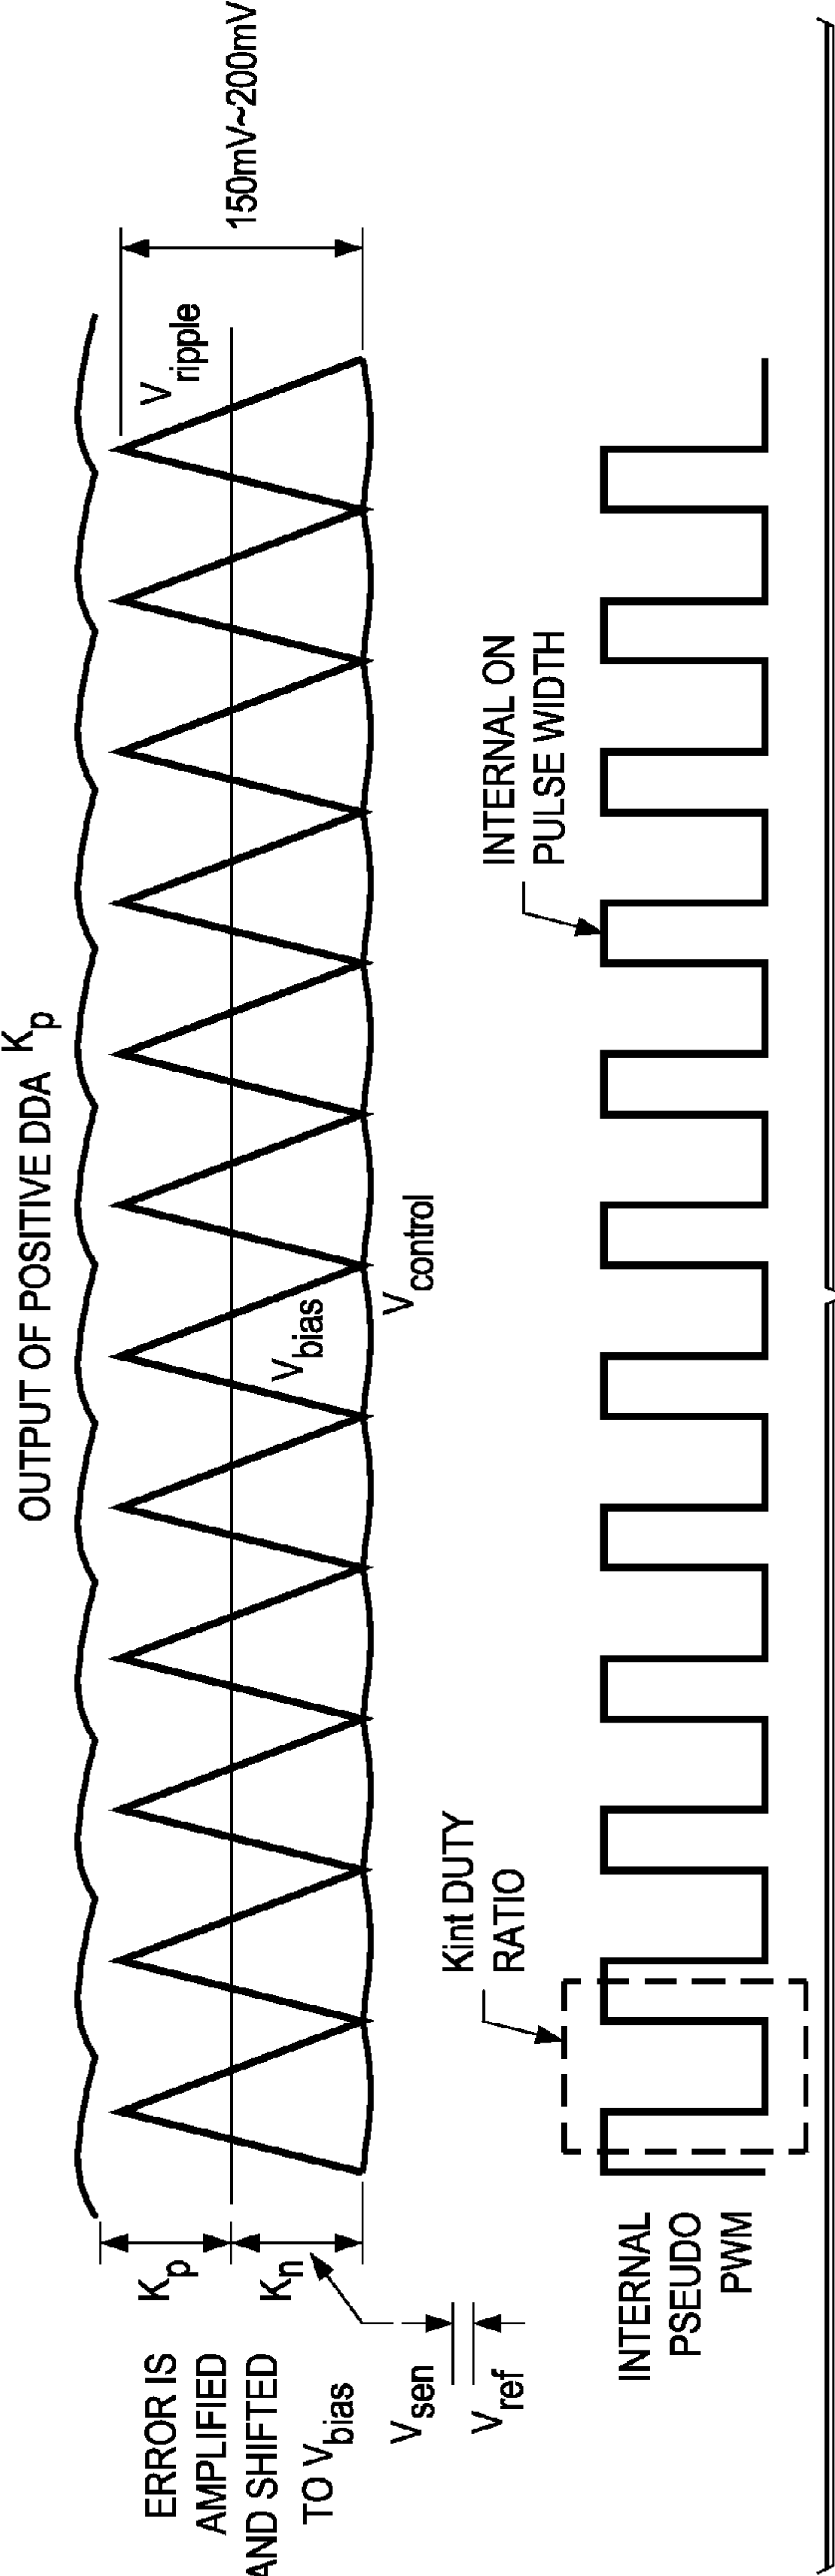 OUTPUT OF POSITIVE DDA Kp
ERROR IS
AMPLIFIED
AND SHIFTED
TO Vbias
Kp
Kn
Vsen
Vref
Vbias
Vcontrol
Vripple
150mV~200mV
Kint DUTY
RATIO
INTERNAL ON
PULSE WIDTH
INTERNAL
PSEUDO
PWM